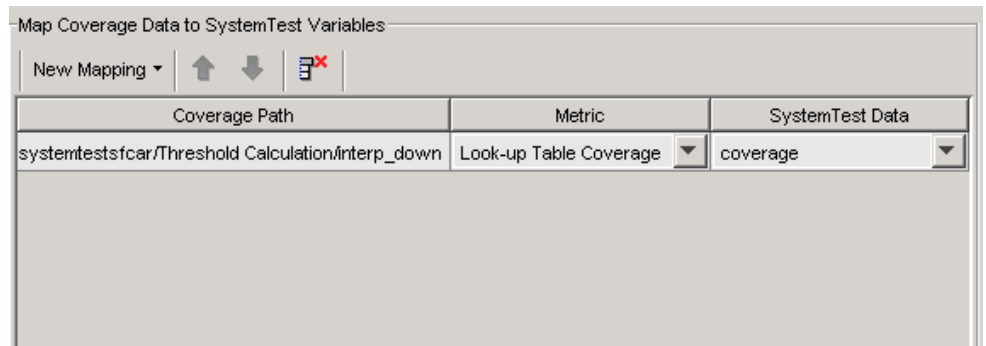 Map Coverage Data to SystemTest Variables
New Mapping
Coverage Path Metric SystemTest Data
systemtestsfcar/Threshold Calculation/interp_down Look-up Table Coverage coverage